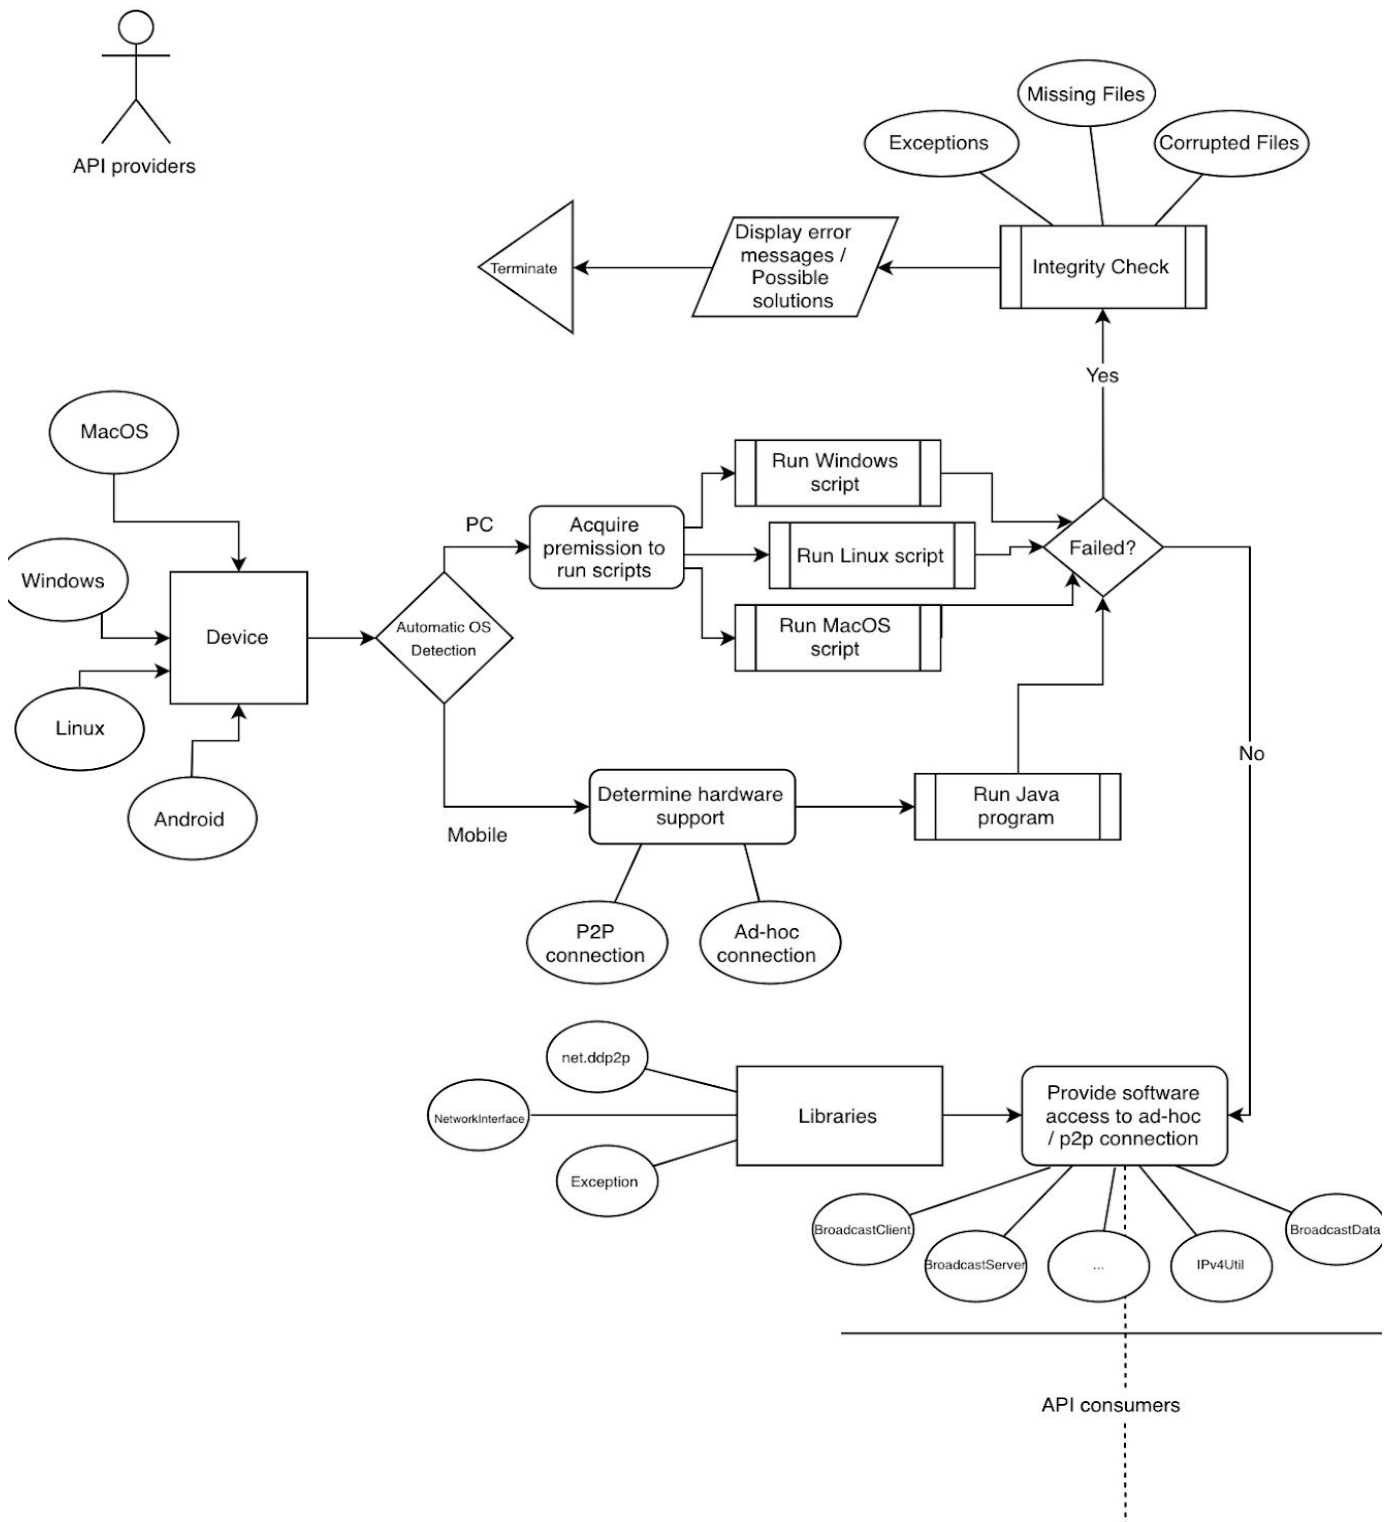 API providers
Missing Files
Exceptions
Corrupted Files
Terminate
Display error
messages /
Possible
solutions
Integrity Check
Yes
MacOS
Windows
Linux
Android
Device
Automatic OS
Detection
PC
Mobile
Acquire
premission to
run scripts
Run Windows
script
Run Linux script
Run MacOS
script
Failed?
No
Determine hardware
support
Run Java
program
P2P
connection
Ad-hoc
connection
net.ddp2p
NetworkInterface
Exception
Libraries
Provide software
access to ad-hoc
/ p2p connection
BroadcastClient
BroadcastServer
...
IPv4Util
BroadcastData
API consumers